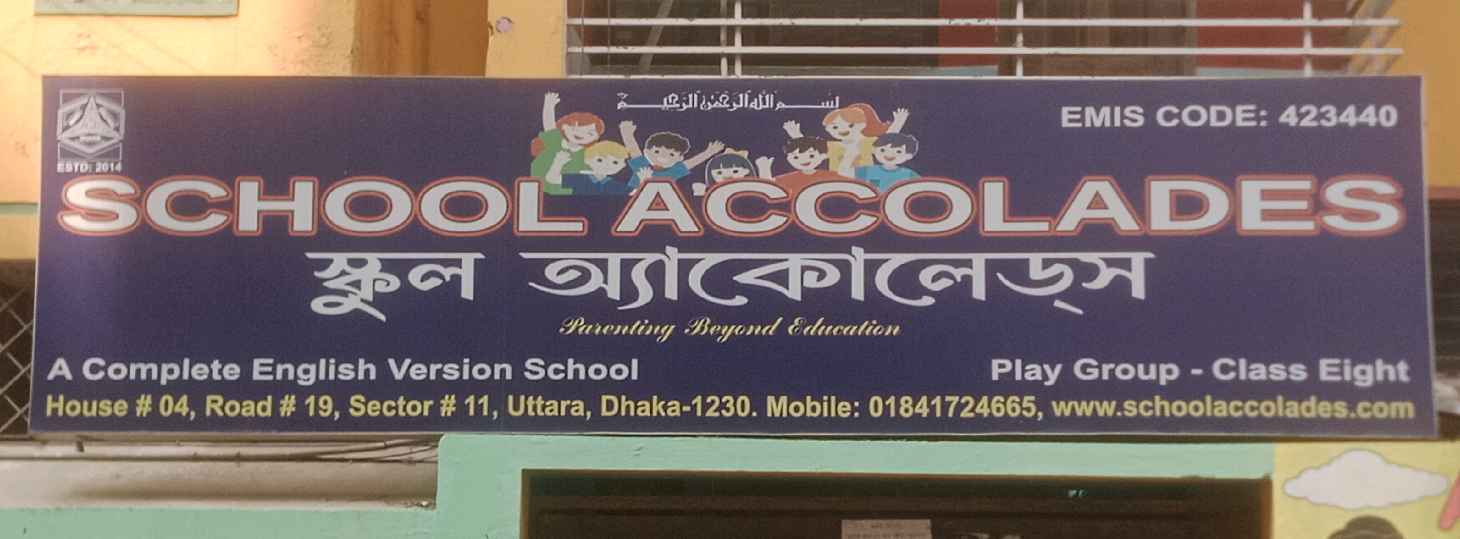 بسم الله الرحمن الرحيم
EMIS CODE: 423440
ESTD: 2014
SCHOOL ACCOLADES
স্কুল অ্যাকোলেড্স
Parenting Beyond Education
A Complete English Version School
Play Group - Class Eight
House # 04, Road # 19, Sector # 11, Uttara, Dhaka-1230. Mobile: 01841724665, www.schoolaccolades.com